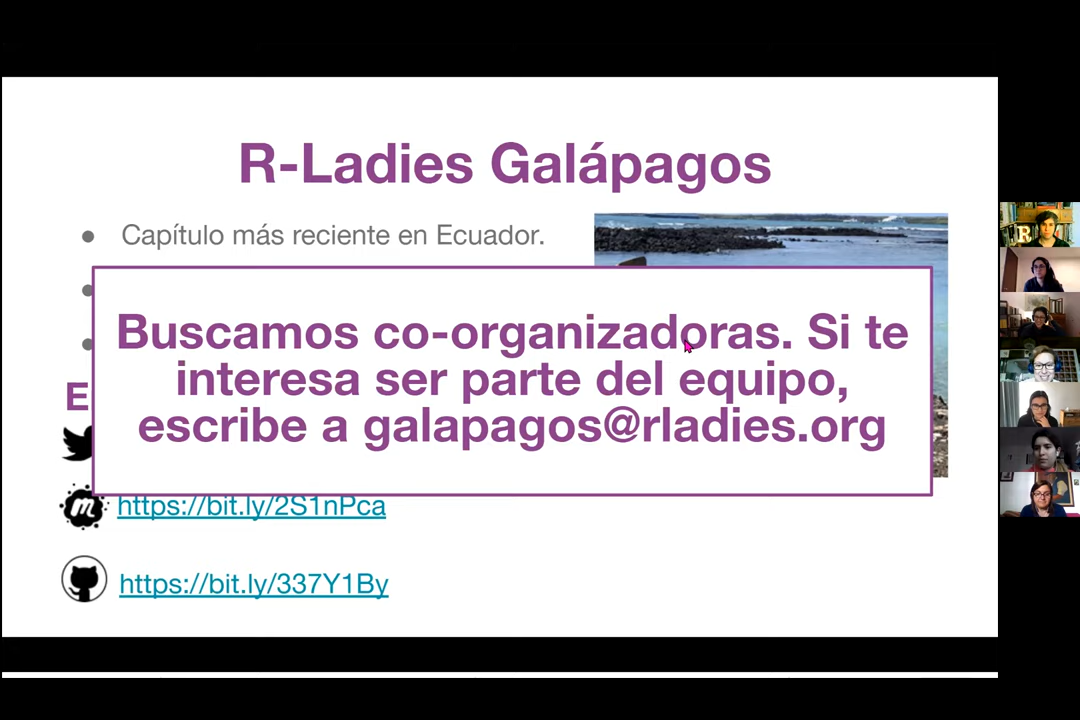 R-Ladies Galápagos
Capítulo más reciente en Ecuador.
Buscamos co-organizadoras. Si te
interesa ser parte del equipo,
escribe a galapagos@rladies.org
E
https://bit.ly/2S1nPca
https://bit.ly/337Y1By
R